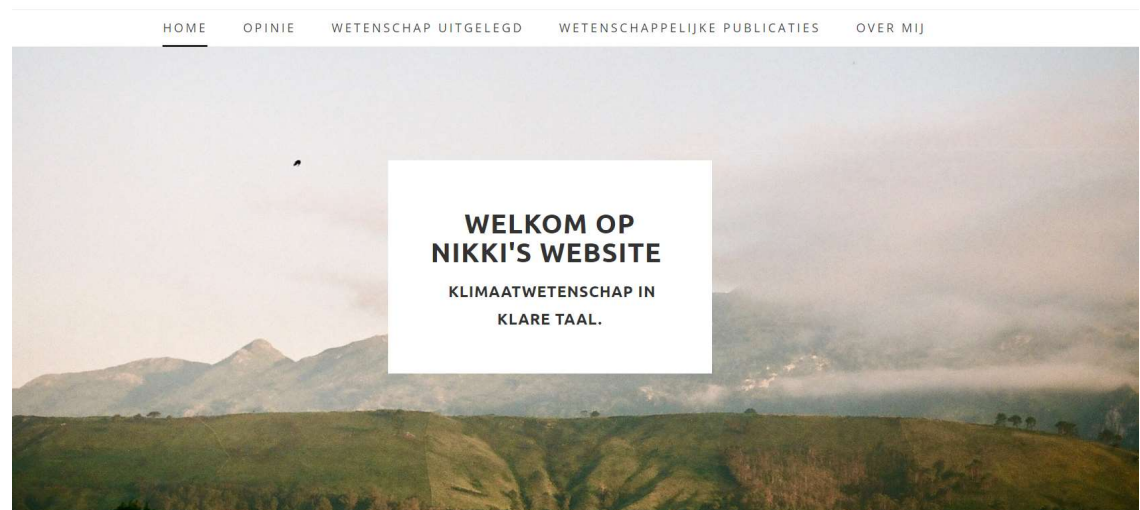 HOME OPINIE WETENSCHAP UITGELEGD WETENSCHAPPELIJKE PUBLICATIES OVER MIJ
WELKOM OP
NIKKI'S WEBSITE
KLIMAATWETENSCHAP IN
KLARE TAAL.